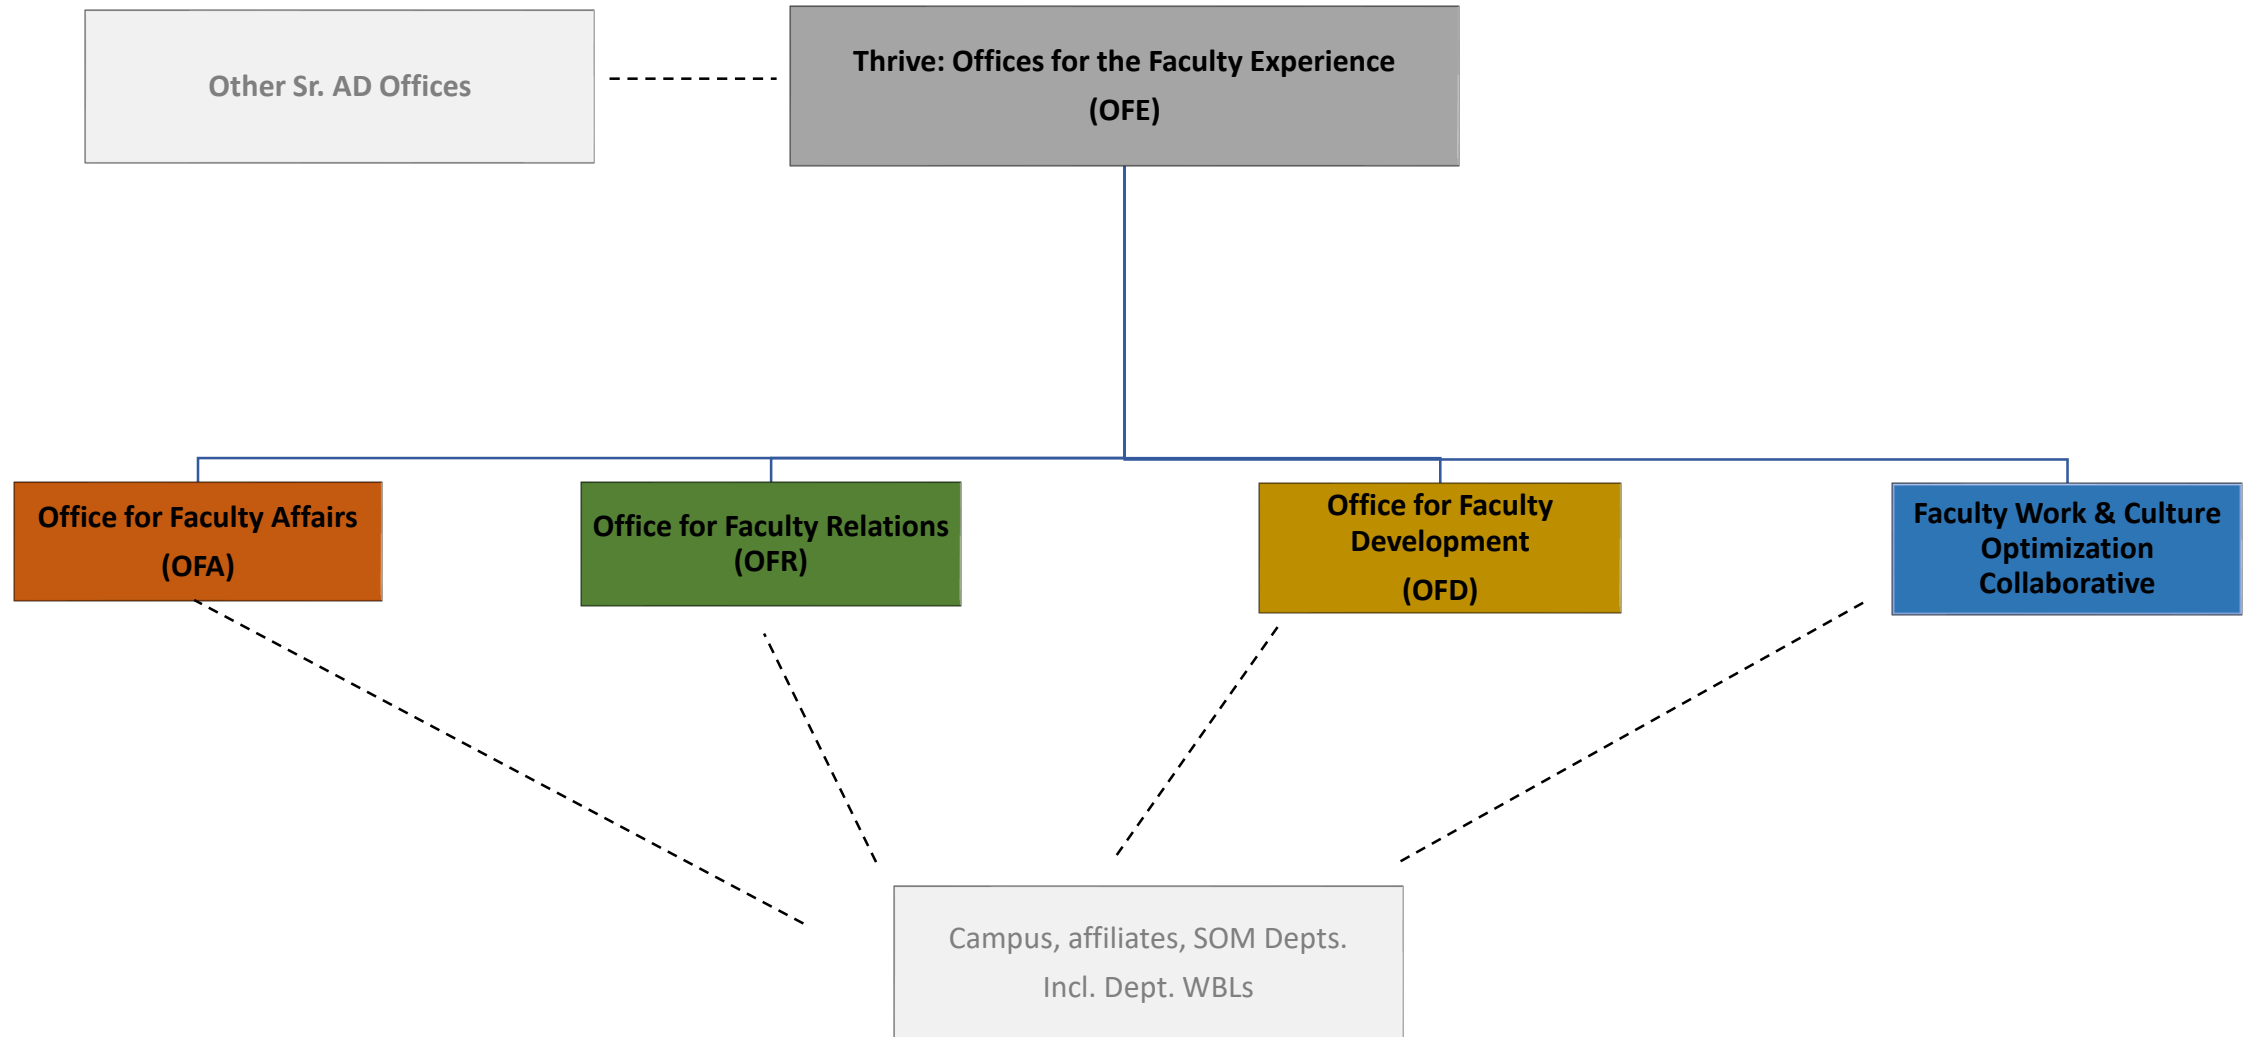 Other Sr. AD Offices
Thrive: Offices for the Faculty Experience
(OFE)
Office for Faculty Affairs
(OFA)
Office for Faculty Relations
(OFR)
Office for Faculty
Development
(OFD)
Faculty Work & Culture
Optimization
Collaborative
Campus, affiliates, SOM Depts.
Incl. Dept. WBLs